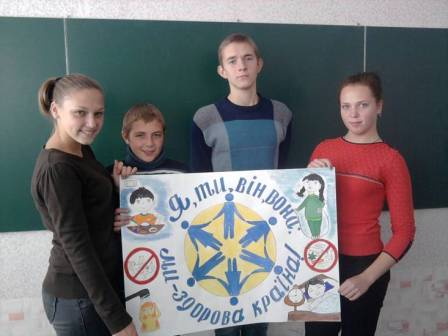 Я, ти, він, вона,
ми-здорова країна!